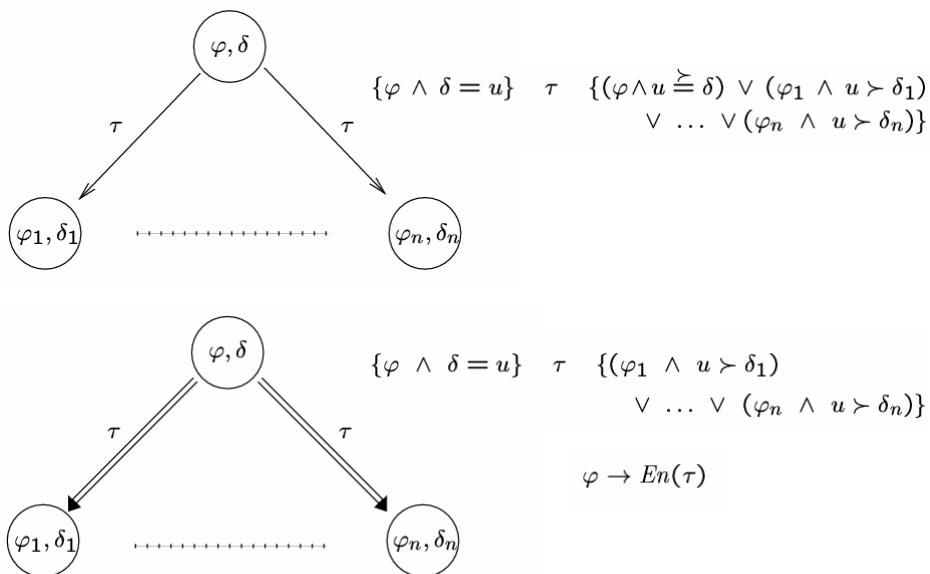 φ, δ
{φ ∧ δ = u} τ {(φ∧u ≽ δ) ∨ (φ₁ ∧ u ≻ δ₁)
∨ … ∨ (φₙ ∧ u ≻ δₙ)}
τ τ
φ₁, δ₁ φₙ, δₙ
φ, δ
{φ ∧ δ = u} τ {(φ₁ ∧ u ≻ δ₁)
∨ … ∨ (φₙ ∧ u ≻ δₙ)}
τ τ
φ → En(τ)
φ₁, δ₁ φₙ, δₙ